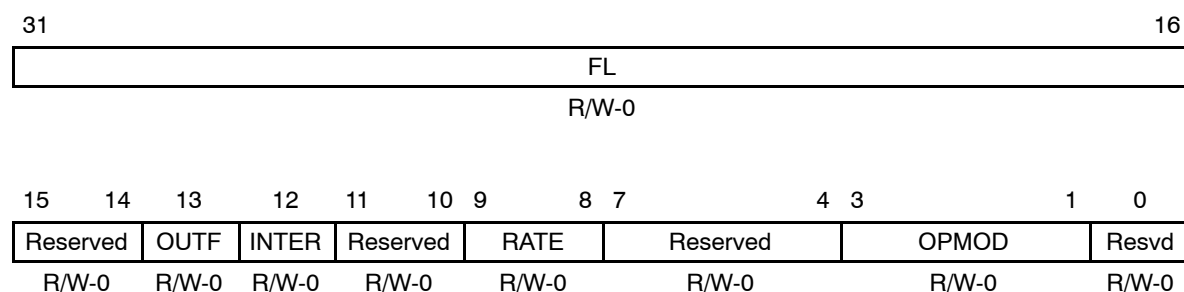 31 16
FL
R/W-0
15 14 13 12 11 10 9 8 7 4 3 1 0
Reserved OUTF INTER Reserved RATE Reserved OPMOD Resvd
R/W-0 R/W-0 R/W-0 R/W-0 R/W-0 R/W-0 R/W-0 R/W-0